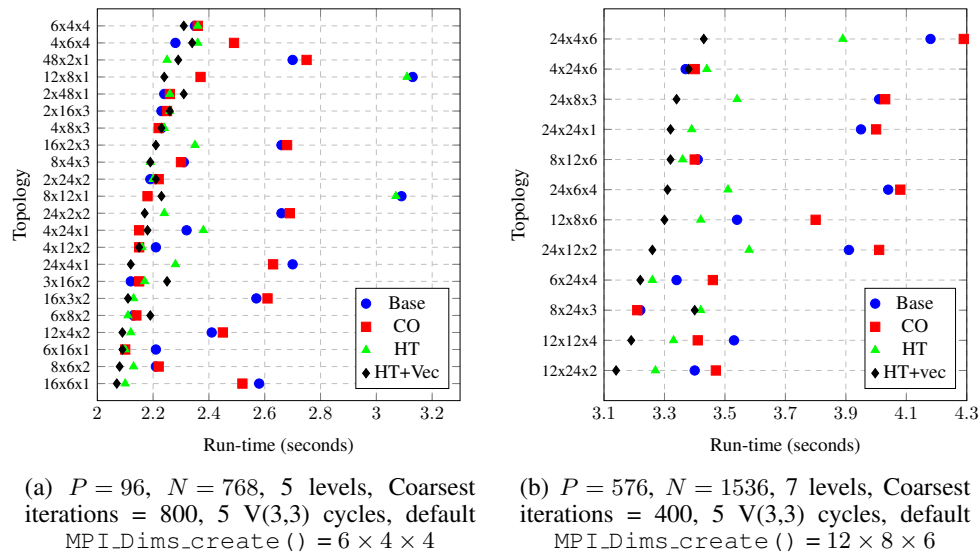 Topology
6x4x4
4x6x4
48x2x1
12x8x1
2x48x1
2x16x3
4x8x3
16x2x3
8x4x3
2x24x2
8x12x1
24x2x2
4x24x1
4x12x2
24x4x1
3x16x2
16x3x2
6x8x2
12x4x2
6x16x1
8x6x2
16x6x1
Base
CO
HT
HT+Vec
2 2.2 2.4 2.6 2.8 3 3.2
Run-time (seconds)
(a) P = 96, N = 768, 5 levels, Coarsest
iterations = 800, 5 V(3,3) cycles, default
MPI_Dims_create() = 6 × 4 × 4
Topology
24x4x6
4x24x6
24x8x3
24x24x1
8x12x6
24x6x4
12x8x6
24x12x2
6x24x4
8x24x3
12x12x4
12x24x2
Base
CO
HT
HT+vec
3.1 3.3 3.5 3.7 3.9 4.1 4.3
Run-time (seconds)
(b) P = 576, N = 1536, 7 levels, Coarsest
iterations = 400, 5 V(3,3) cycles, default
MPI_Dims_create() = 12 × 8 × 6